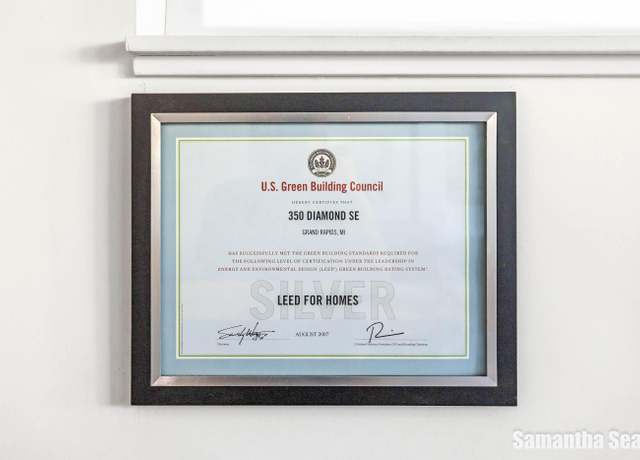 U.S. Green Building Council
HEREBY CERTIFIES THAT
350 DIAMOND SE
GRAND RAPIDS, MI
HAS SUCCESSFULLY MET THE GREEN BUILDING STANDARDS REQUIRED FOR
THE FOLLOWING LEVEL OF CERTIFICATION UNDER THE LEADERSHIP IN
ENERGY AND ENVIRONMENTAL DESIGN (LEED®) GREEN BUILDING RATING SYSTEM
SILVER
LEED FOR HOMES
AUGUST 2007
Samantha Sea